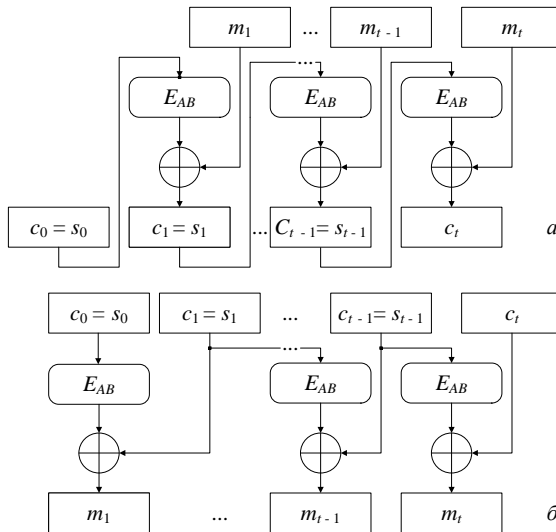 m1 ... mt - 1 mt
...
EAB EAB EAB
c0 = s0 c1 = s1 ... Ct - 1 = st - 1 ct а
c0 = s0 c1 = s1 ... ct - 1 = st - 1 ct
...
EAB EAB EAB
m1 ... mt - 1 mt б